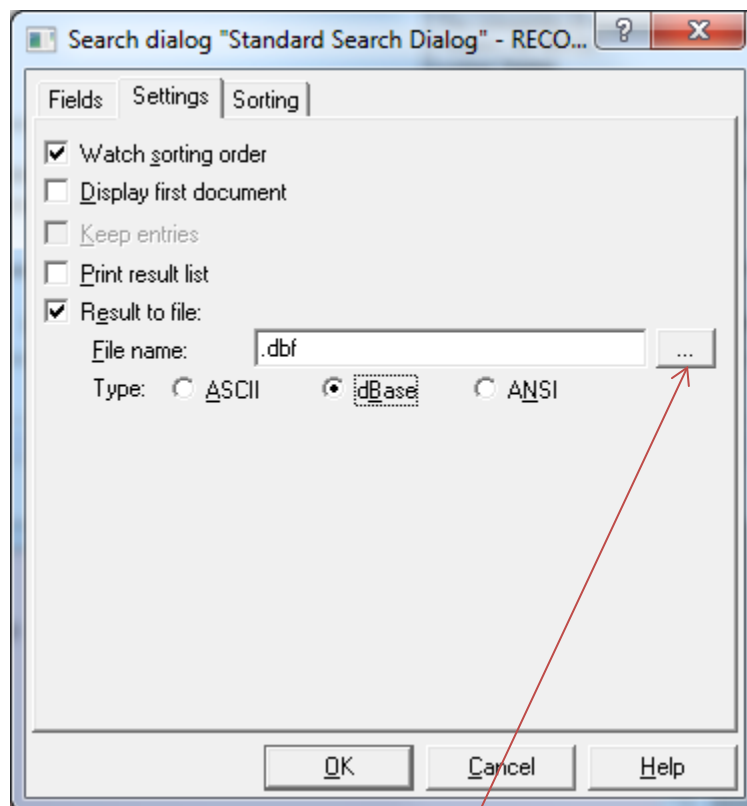 Search dialog "Standard Search Dialog" - RECO... ? X
Fields Settings Sorting
Watch sorting order
Display first document
Keep entries
Print result list
Result to file:
File name: .dbf ...
Type: ASCII dBase ANSI
OK Cancel Help